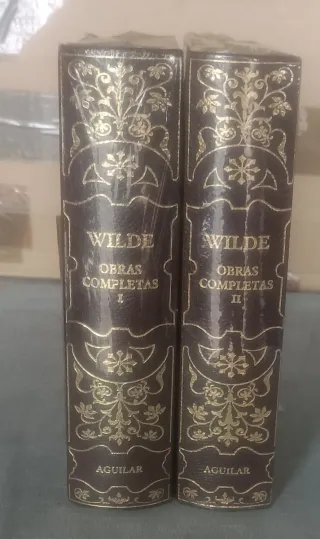 WILDE
OBRAS
COMPLETAS
I
AGUILAR
WILDE
OBRAS
COMPLETAS
II
AGUILAR